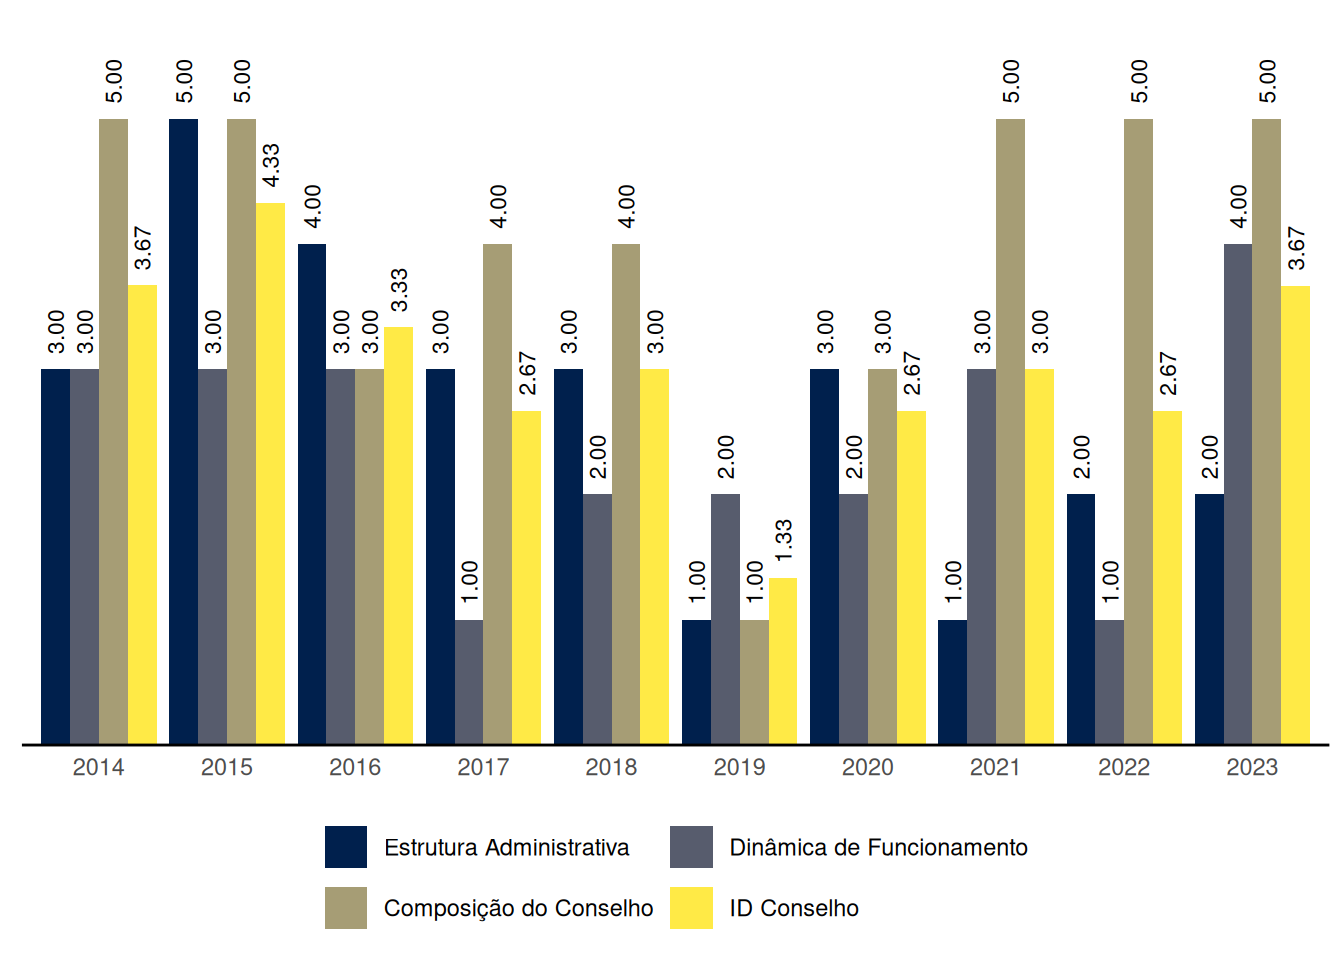 3.00 3.00 5.00 3.67 5.00 3.00 5.00 4.33 4.00 3.00 3.00 3.33 3.00 1.00 4.00 2.67 3.00 2.00 4.00 3.00 1.00 2.00 1.00 1.33 3.00 2.00 3.00 2.67 1.00 3.00 5.00 3.00 2.00 1.00 5.00 2.67 2.00 4.00 5.00 3.67
2014 2015 2016 2017 2018 2019 2020 2021 2022 2023
Estrutura Administrativa Dinâmica de Funcionamento
Composição do Conselho ID Conselho